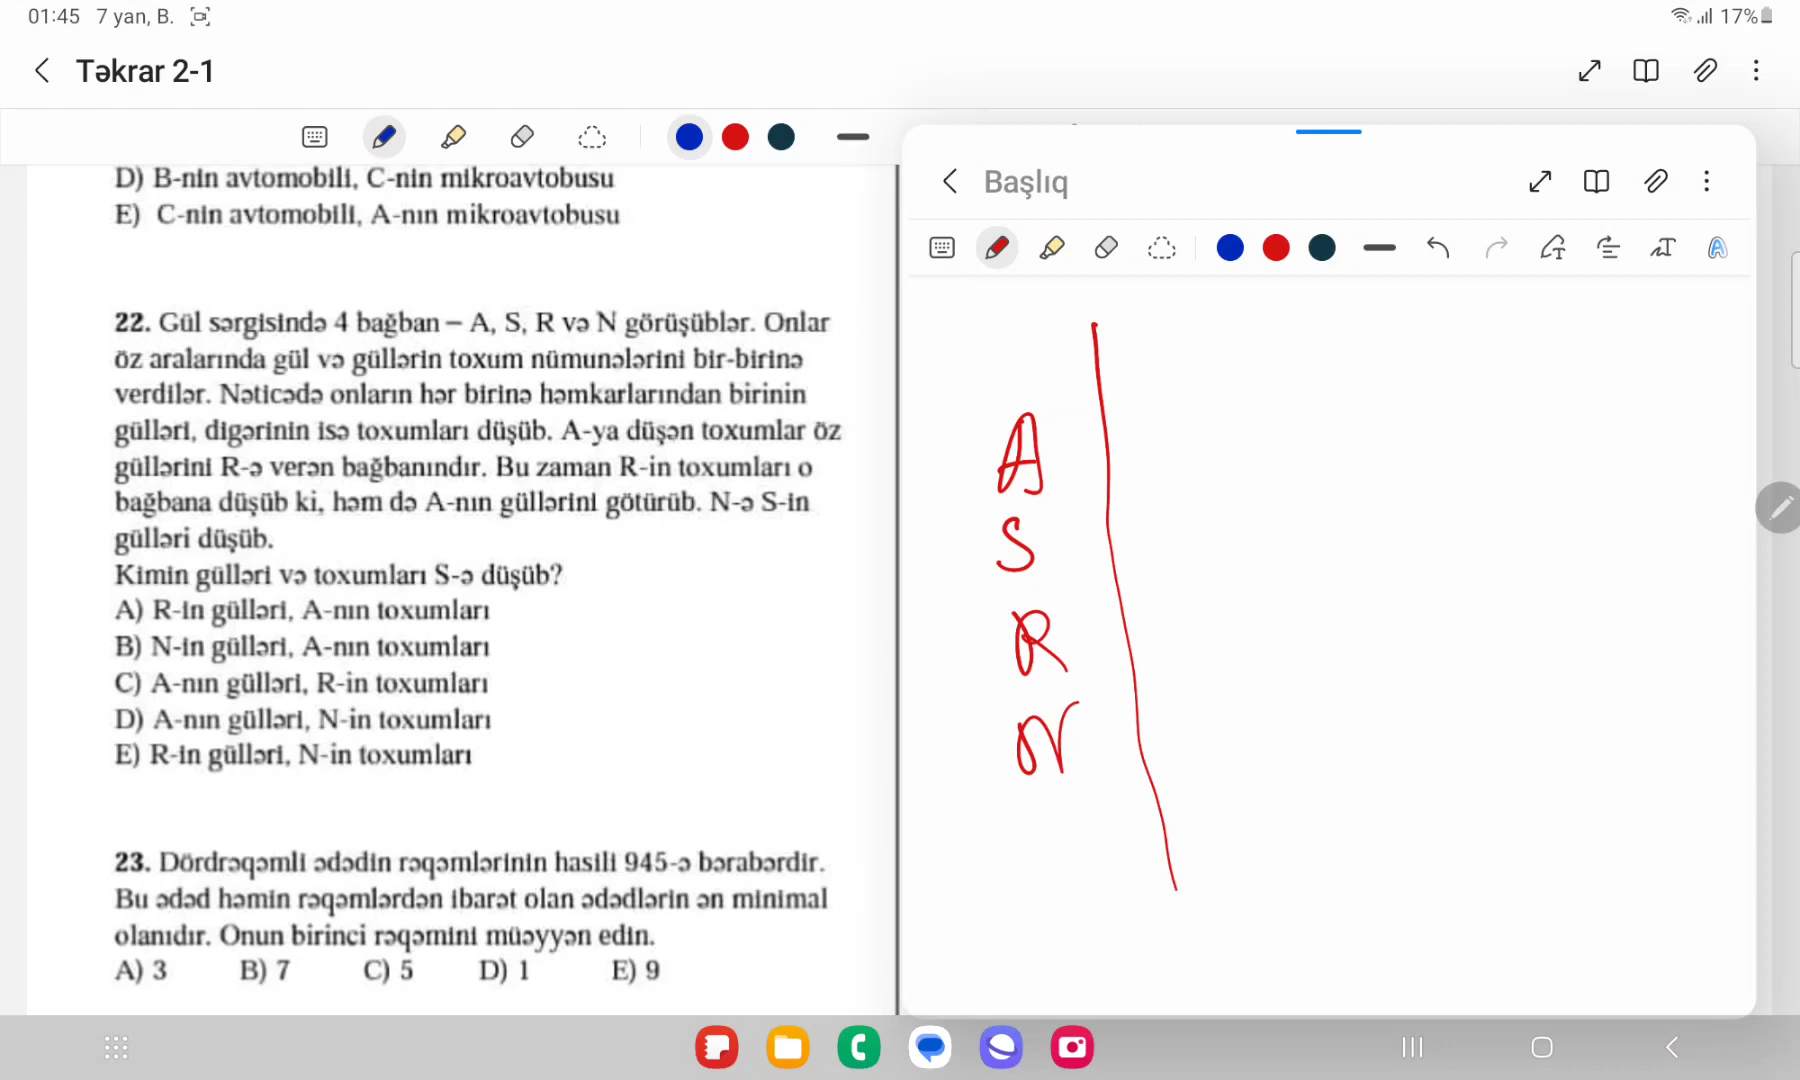 01:45 7 yan, B.
17%
Təkrar 2-1
D) B-nin avtomobili, C-nin mikroavtobusu
E) C-nin avtomobili, A-nın mikroavtobusu
22. Gül sərgisində 4 bağban – A, S, R və N görüşüblər. Onlar
öz aralarında gül və güllərin toxum nümunələrini bir-birinə
verdilər. Nəticədə onların hər birinə həmkarlarından birinin
gülləri, digərinin isə toxumları düşüb. A-ya düşən toxumlar öz
güllərini R-ə verən bağbanındır. Bu zaman R-in toxumları o
bağbana düşüb ki, həm də A-nın güllərini götürüb. N-ə S-in
gülləri düşüb.
Kimin gülləri və toxumları S-ə düşüb?
A) R-in gülləri, A-nın toxumları
B) N-in gülləri, A-nın toxumları
C) A-nın gülləri, R-in toxumları
D) A-nın gülləri, N-in toxumları
E) R-in gülləri, N-in toxumları
23. Dördrəqəmli ədədin rəqəmlərinin hasili 945-ə bərabərdir.
Bu ədəd həmin rəqəmlərdən ibarət olan ədədlərin ən minimal
olanıdır. Onun birinci rəqəmini müəyyən edin.
A) 3 B) 7 C) 5 D) 1 E) 9
Başlıq
A
S
R
N